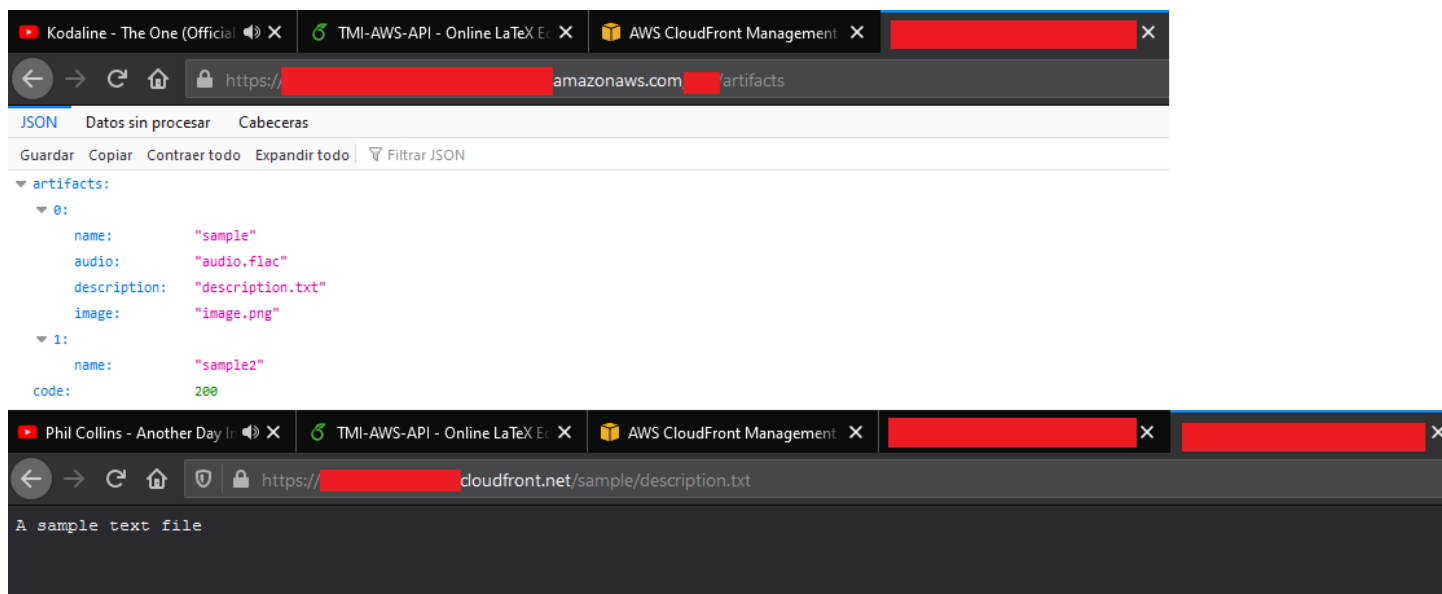 Kodaline - The One (Official TMI-AWS-API - Online LaTeX Ec AWS CloudFront Management
https:// amazonaws.com /artifacts
JSON Datos sin procesar Cabeceras
Guardar Copiar Contraer todo Expandir todo Filtrar JSON
artifacts:
0:
name: "sample"
audio: "audio.flac"
description: "description.txt"
image: "image.png"
1:
name: "sample2"
code: 200
Phil Collins - Another Day In TMI-AWS-API - Online LaTeX Ec AWS CloudFront Management
https:// cloudfront.net/sample/description.txt
A sample text file